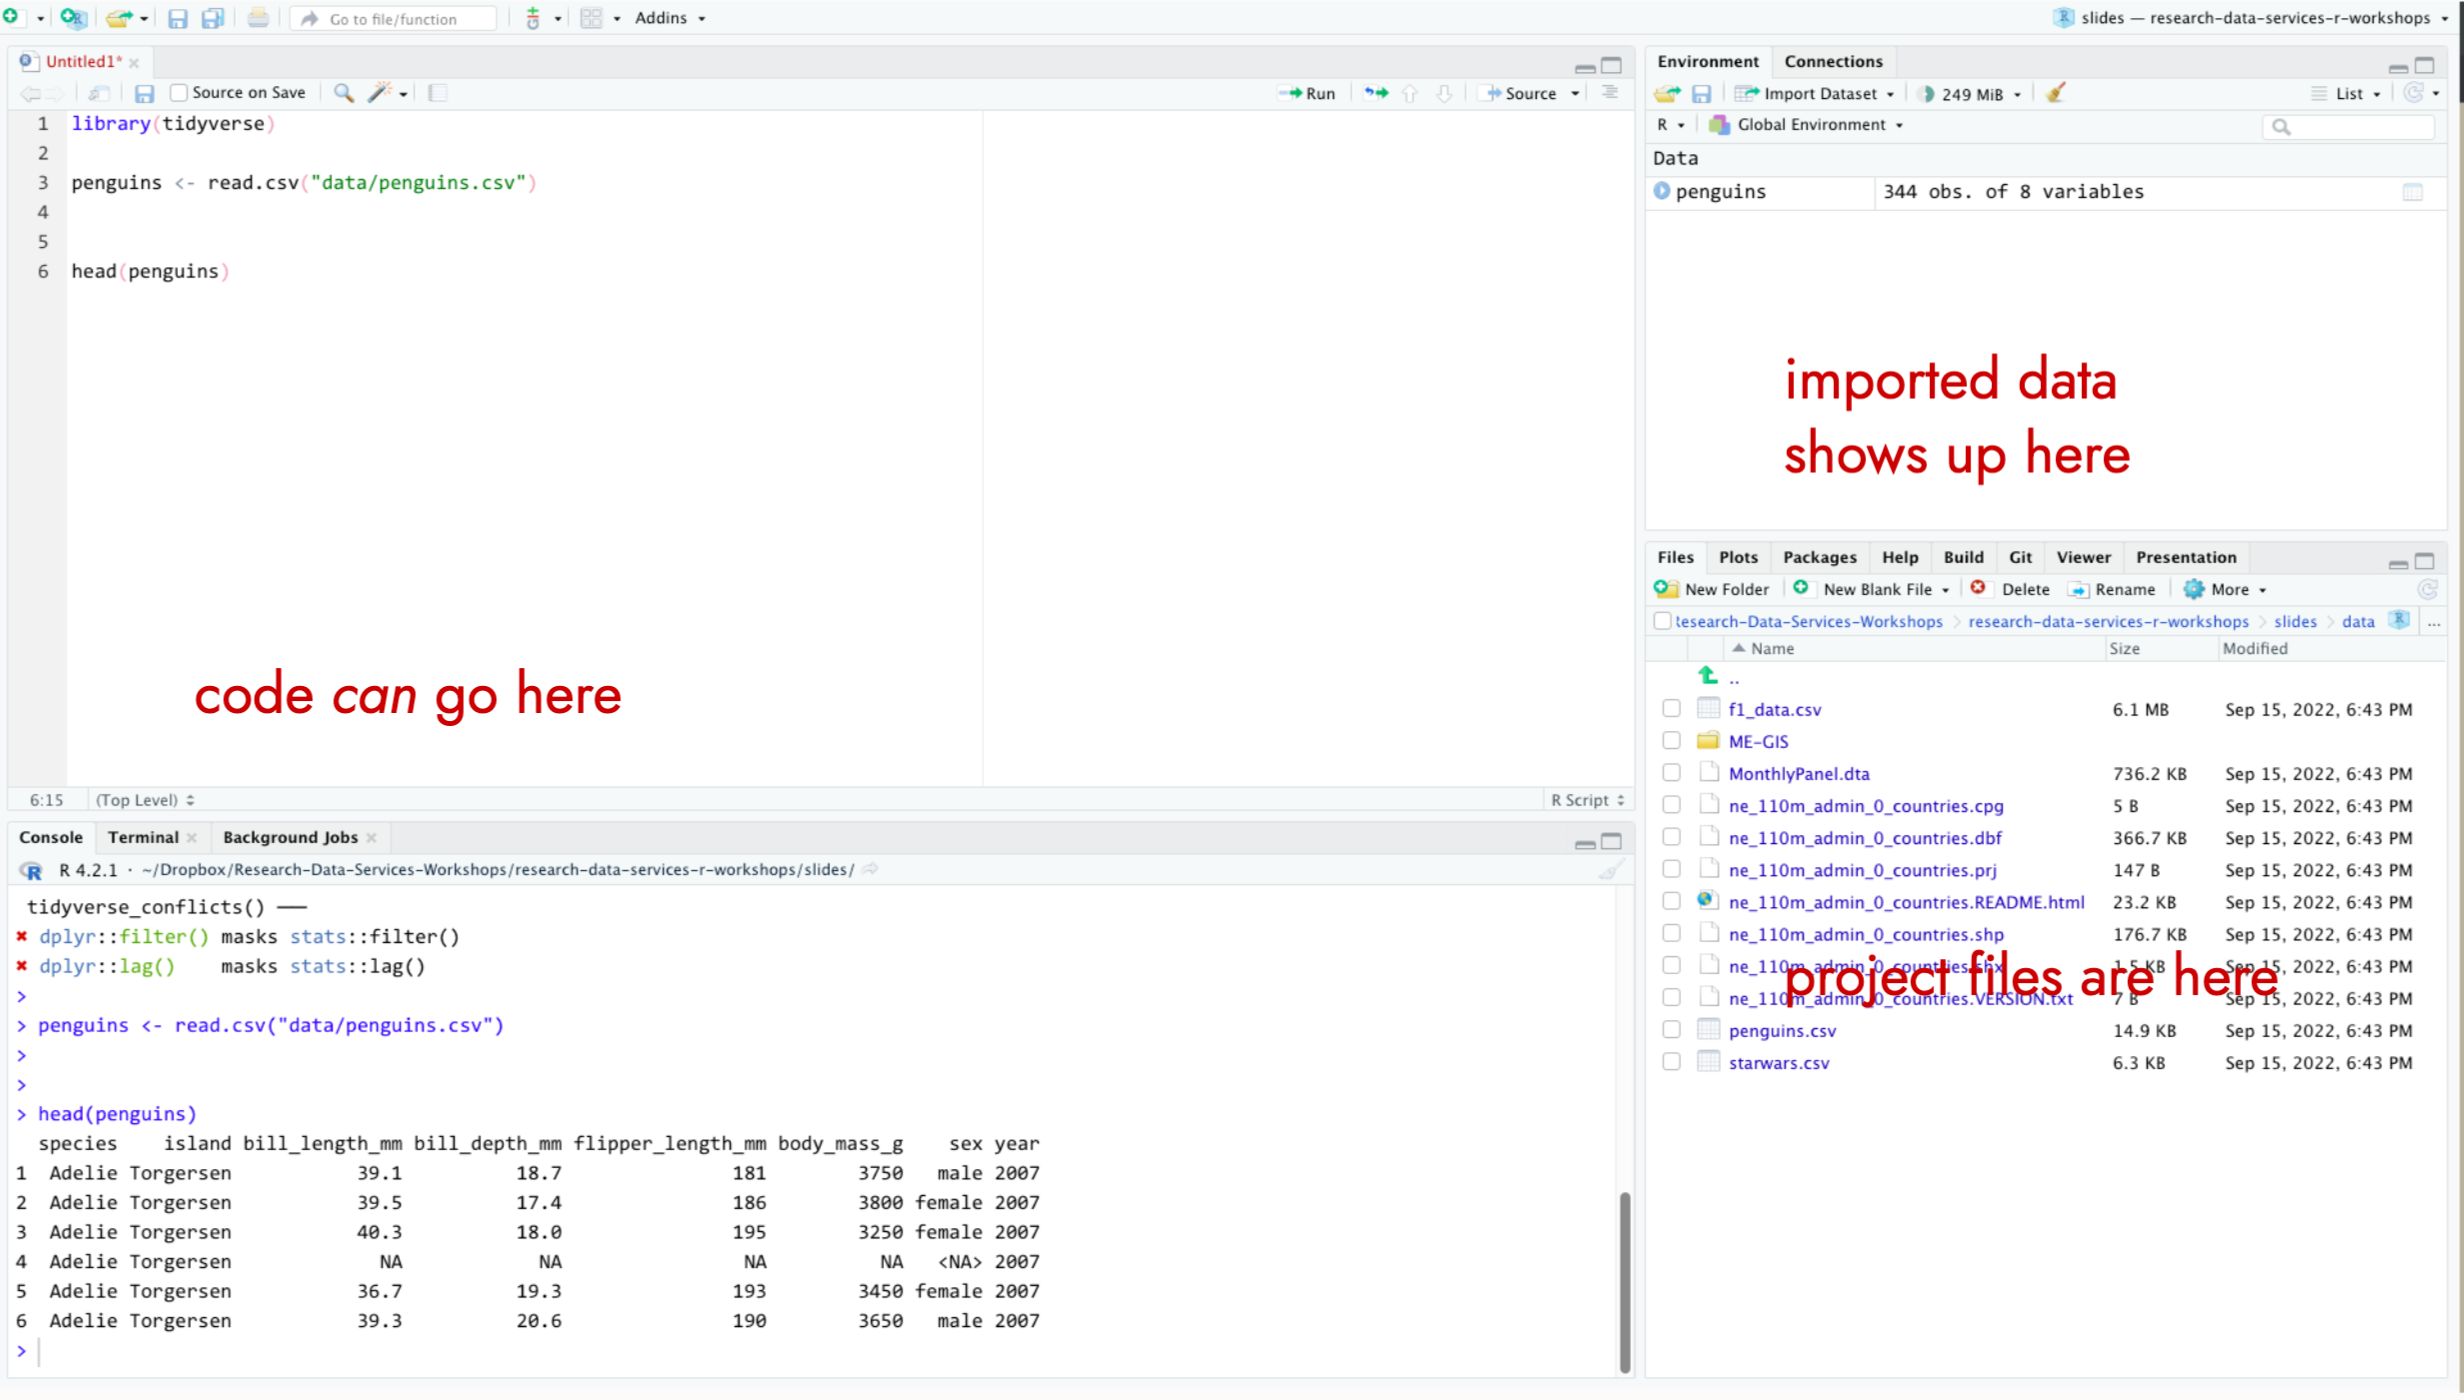 Go to file/function
Addins
slides — research-data-services-r-workshops
Untitled1*
Source on Save
Run
Source
1 library(tidyverse)
2
3 penguins <- read.csv("data/penguins.csv")
4
5
6 head(penguins)
code can go here
6:15 (Top Level)
R Script
Console Terminal Background Jobs
R 4.2.1 · ~/Dropbox/Research-Data-Services-Workshops/research-data-services-r-workshops/slides/
tidyverse_conflicts() ──
✖ dplyr::filter() masks stats::filter()
✖ dplyr::lag()    masks stats::lag()
>
> penguins <- read.csv("data/penguins.csv")
>
>
> head(penguins)
  species    island bill_length_mm bill_depth_mm flipper_length_mm body_mass_g    sex year
1  Adelie Torgersen           39.1          18.7               181        3750   male 2007
2  Adelie Torgersen           39.5          17.4               186        3800 female 2007
3  Adelie Torgersen           40.3          18.0               195        3250 female 2007
4  Adelie Torgersen             NA            NA                NA          NA   <NA> 2007
5  Adelie Torgersen           36.7          19.3               193        3450 female 2007
6  Adelie Torgersen           39.3          20.6               190        3650   male 2007
>
Environment Connections
Import Dataset 249 MiB List
R Global Environment
Data
penguins 344 obs. of 8 variables
imported data
shows up here
Files Plots Packages Help Build Git Viewer Presentation
New Folder New Blank File Delete Rename More
Research-Data-Services-Workshops > research-data-services-r-workshops > slides > data ...
Name Size Modified
..
f1_data.csv 6.1 MB Sep 15, 2022, 6:43 PM
ME-GIS
MonthlyPanel.dta 736.2 KB Sep 15, 2022, 6:43 PM
ne_110m_admin_0_countries.cpg 5 B Sep 15, 2022, 6:43 PM
ne_110m_admin_0_countries.dbf 366.7 KB Sep 15, 2022, 6:43 PM
ne_110m_admin_0_countries.prj 147 B Sep 15, 2022, 6:43 PM
ne_110m_admin_0_countries.README.html 23.2 KB Sep 15, 2022, 6:43 PM
ne_110m_admin_0_countries.shp 176.7 KB Sep 15, 2022, 6:43 PM
ne_110m_admin_0_countries.shx 1.5 KB Sep 15, 2022, 6:43 PM
project files are here
ne_110m_admin_0_countries.VERSION.txt 7 B Sep 15, 2022, 6:43 PM
penguins.csv 14.9 KB Sep 15, 2022, 6:43 PM
starwars.csv 6.3 KB Sep 15, 2022, 6:43 PM